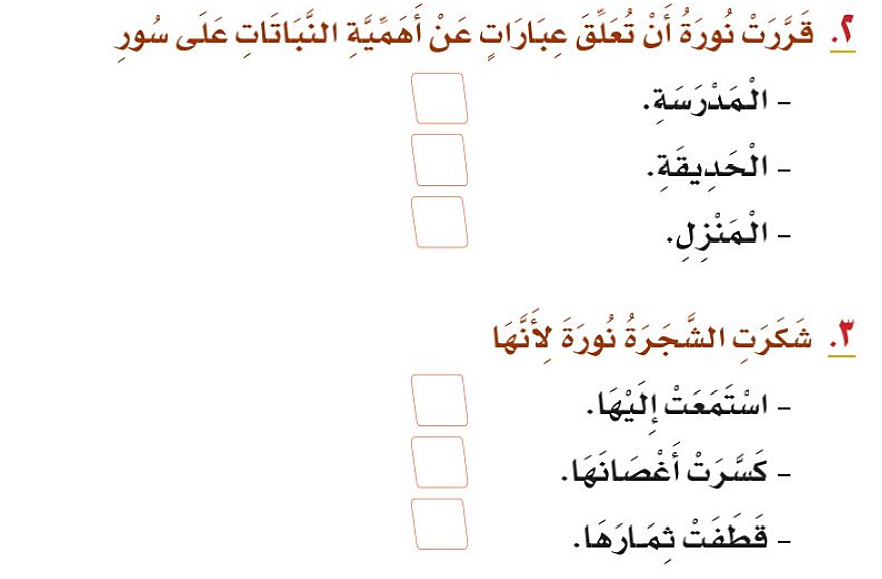 ٢. قَرَّرَتْ نُورَةُ أَنْ تُعَلِّقَ عِبَارَاتٍ عَنْ أَهَمِّيَّةِ النَّبَاتَاتِ عَلَى سُورِ
- الْمَدْرَسَةِ.
- الْحَدِيقَةِ.
- الْمَنْزِلِ.
٣. شَكَرَتِ الشَّجَرَةُ نُورَةَ لِأَنَّهَا
- اسْتَمَعَتْ إِلَيْهَا.
- كَسَّرَتْ أَغْصَانَهَا.
- قَطَفَتْ ثِمَارَهَا.